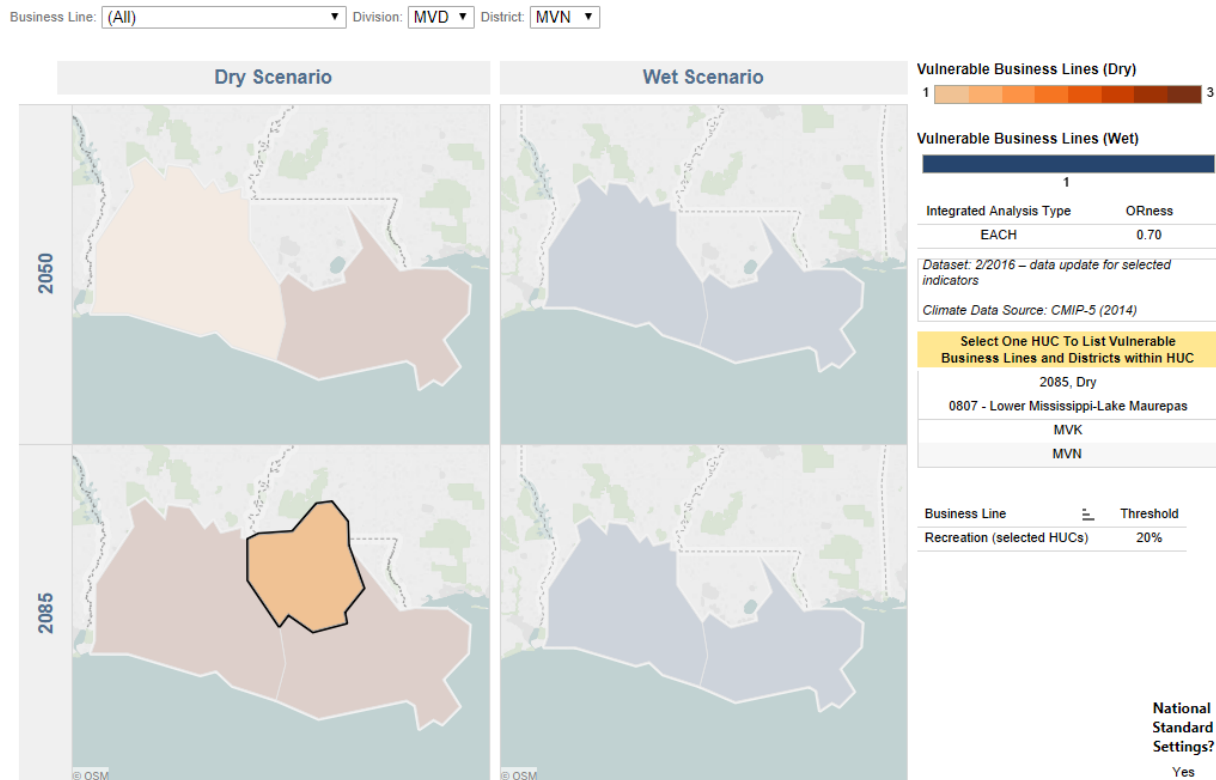 Business Line: (All) Division: MVD District: MVN
Dry Scenario
Wet Scenario
2050
2085
© OSM
© OSM
Vulnerable Business Lines (Dry)
1 3
Vulnerable Business Lines (Wet)
1
Integrated Analysis Type ORness
EACH 0.70
Dataset: 2/2016 – data update for selected
indicators
Climate Data Source: CMIP-5 (2014)
Select One HUC To List Vulnerable
Business Lines and Districts within HUC
2085, Dry
0807 - Lower Mississippi-Lake Maurepas
MVK
MVN
Business Line Threshold
Recreation (selected HUCs) 20%
National
Standard
Settings?
Yes